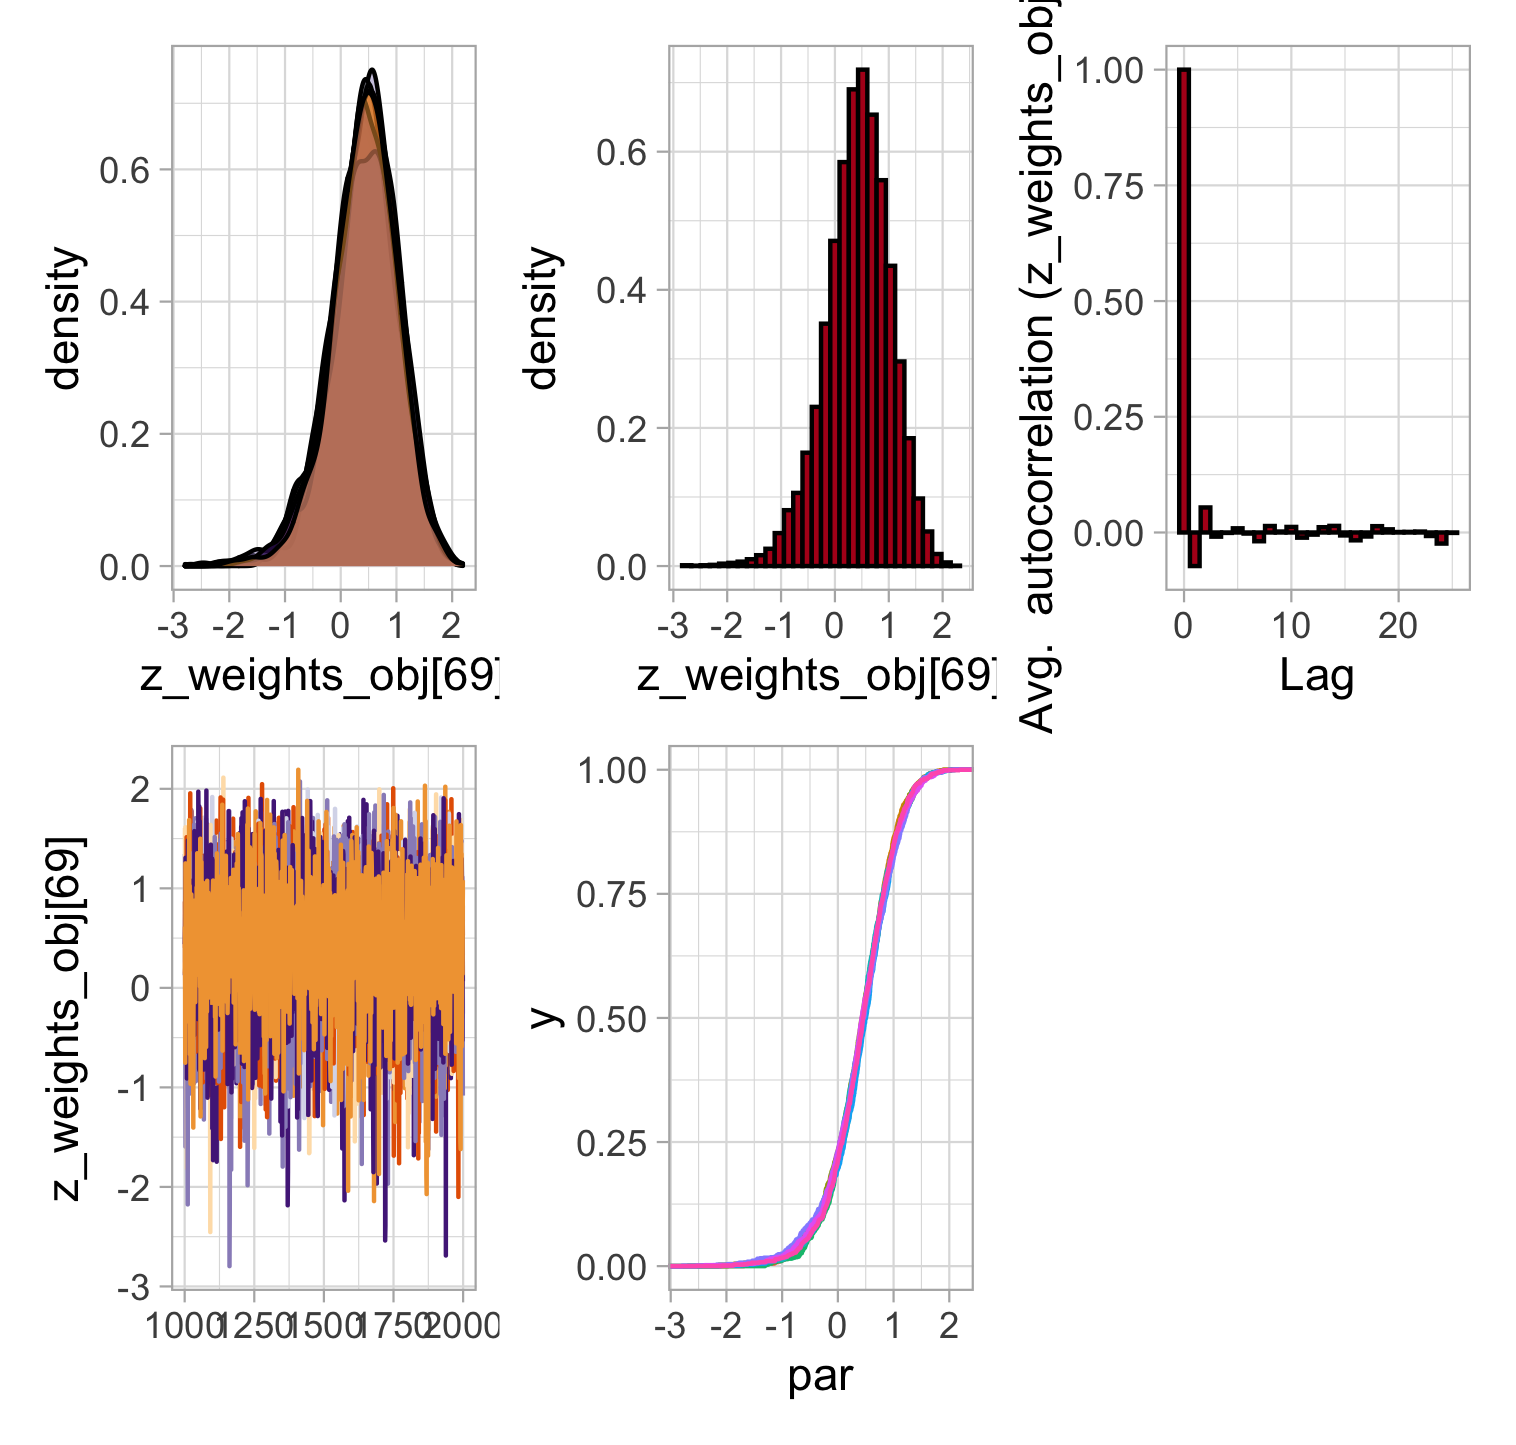 density
0.6
0.4
0.2
0.0
-3 -2 -1 0 1 2
z_weights_obj[69]
density
0.6
0.4
0.2
0.0
-3 -2 -1 0 1 2
z_weights_obj[69]
Avg. autocorrelation (z_weights_obj
1.00
0.75
0.50
0.25
0.00
0 10 20
Lag
z_weights_obj[69]
2
1
0
-1
-2
-3
1000 1250 1500 1750 2000
y
1.00
0.75
0.50
0.25
0.00
-3 -2 -1 0 1 2
par